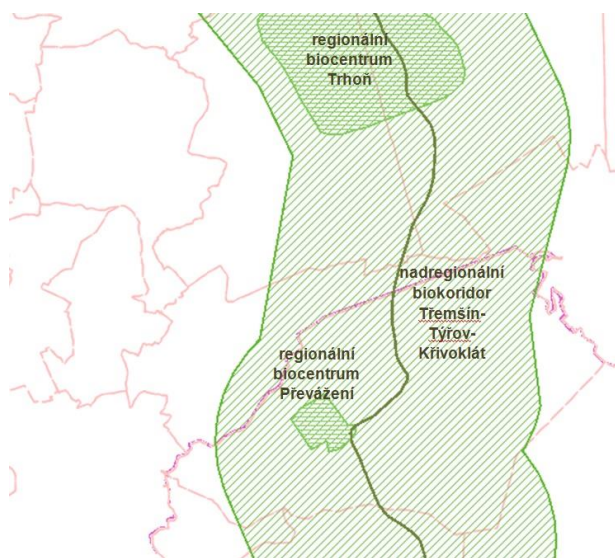 regionální
biocentrum
Trhoň
nadregionální
biokoridor
Třemšín-
Týřov-
Křivoklát
regionální
biocentrum
Převážení